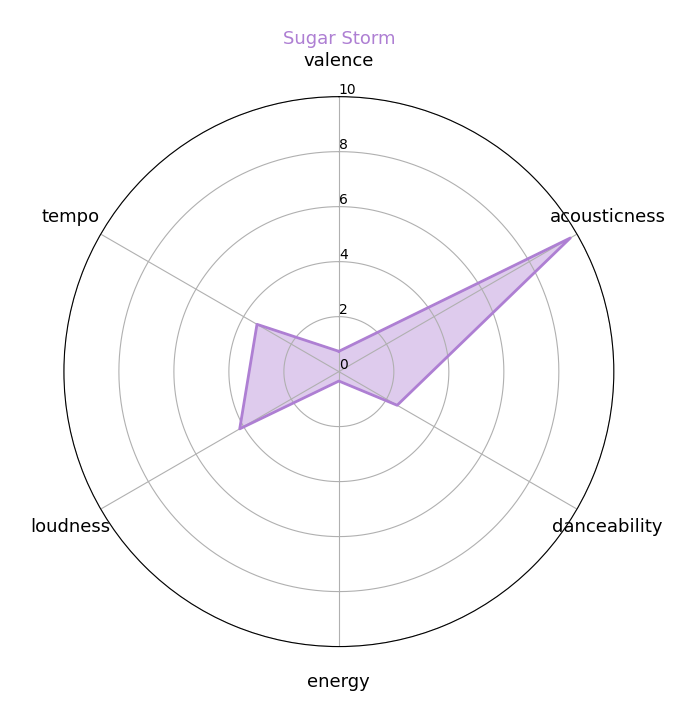 Sugar Storm
valence
10
8
6
4
2
0
tempo
acousticness
loudness
danceability
energy